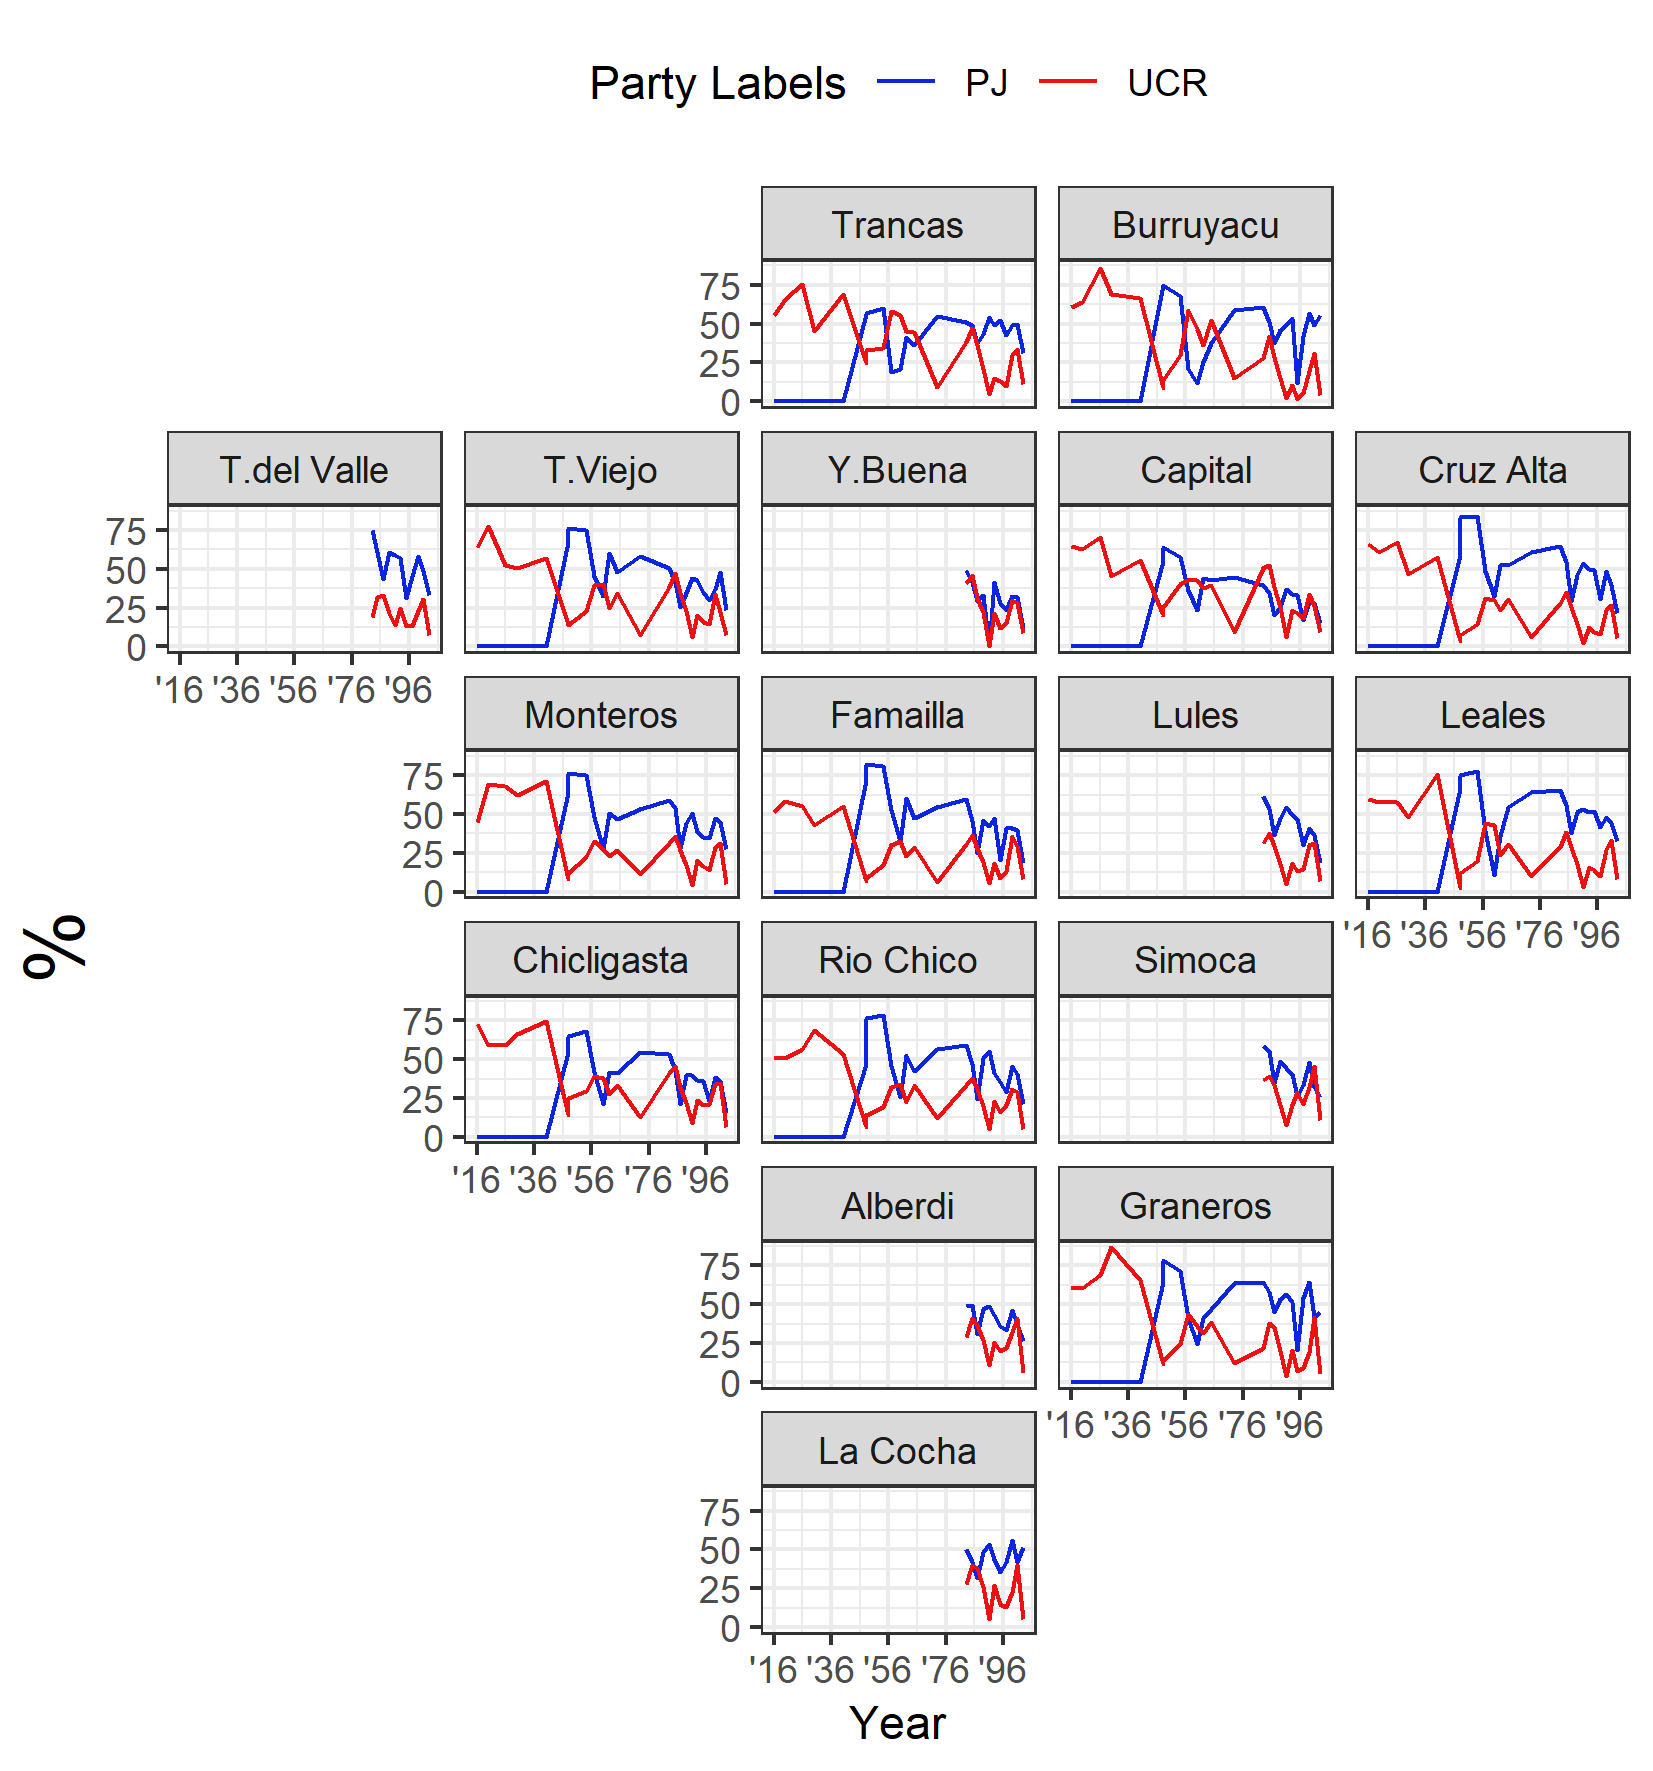 Party Labels PJ UCR
Trancas Burruyacu
75
50
25
0
T.del Valle T.Viejo Y.Buena Capital Cruz Alta
75
50
25
0
'16 '36 '56 '76 '96
Monteros Famailla Lules Leales
75
50
25
0
'16 '36 '56 '76 '96
%
Chicligasta Rio Chico Simoca
75
50
25
0
'16 '36 '56 '76 '96
Alberdi Graneros
75
50
25
0
'16 '36 '56 '76 '96
La Cocha
75
50
25
0
'16 '36 '56 '76 '96
Year